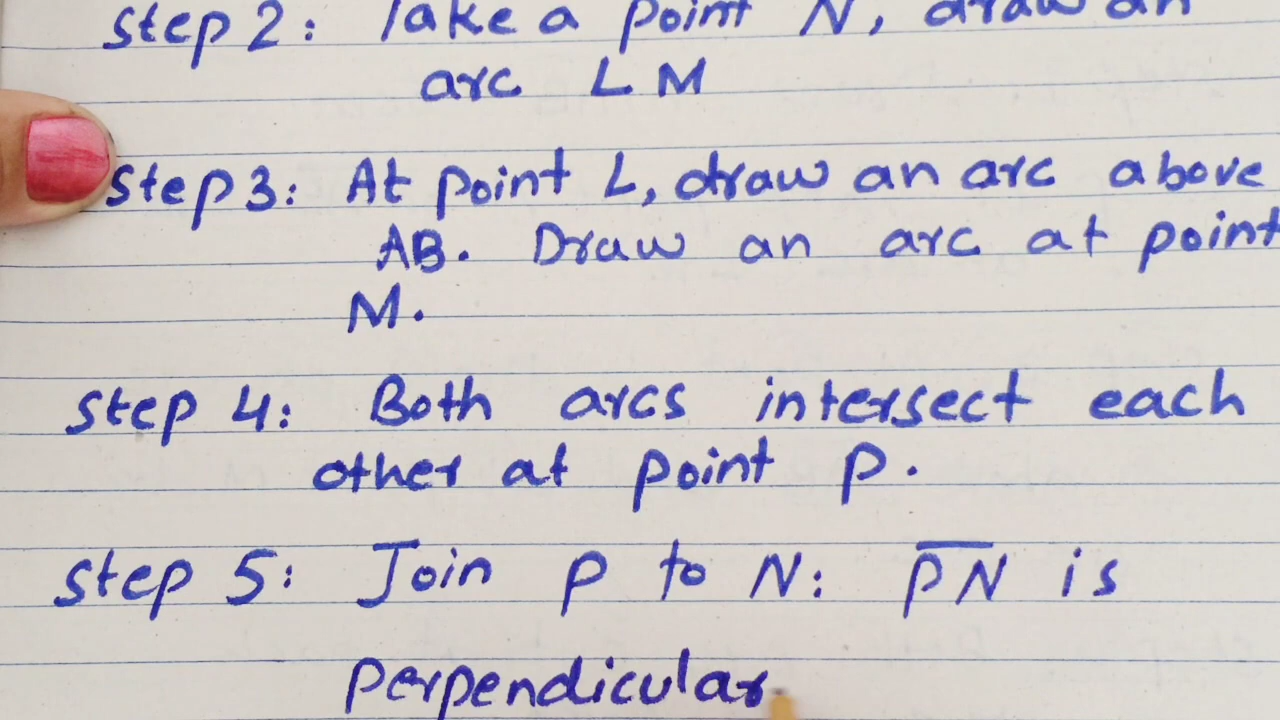 Step 2: Take a point N, draw an
arc LM
Step 3: At point L, draw an arc above
AB. Draw an arc at point
M.
Step 4: Both arcs intersect each
other at point P.
Step 5: Join P to N: P̅N̅ is
perpendicular